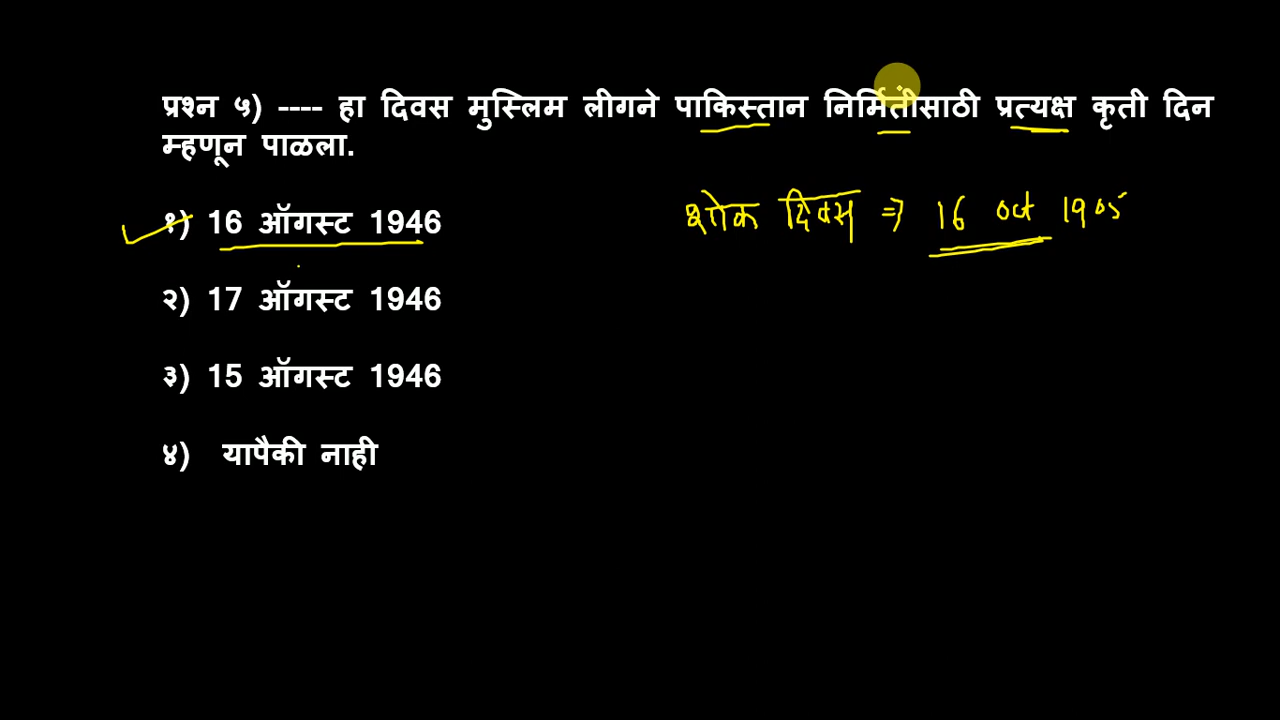 प्रश्न ५) ---- हा दिवस मुस्लिम लीगने पाकिस्तान निर्मितीसाठी प्रत्यक्ष कृती दिन
म्हणून पाळला.
१) 16 ऑगस्ट 1946
शोक दिवस ⇒ 16 oct 1905
२) 17 ऑगस्ट 1946
३) 15 ऑगस्ट 1946
४) यापैकी नाही